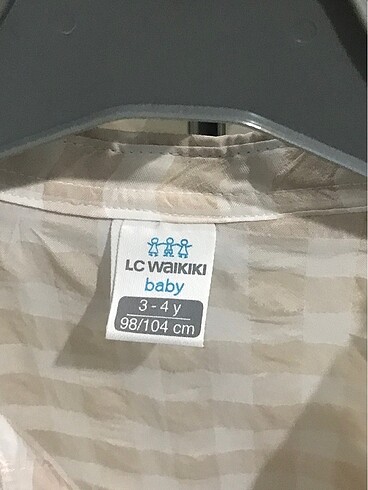 LC WAIKIKI
baby
3 - 4 y
98/104 cm